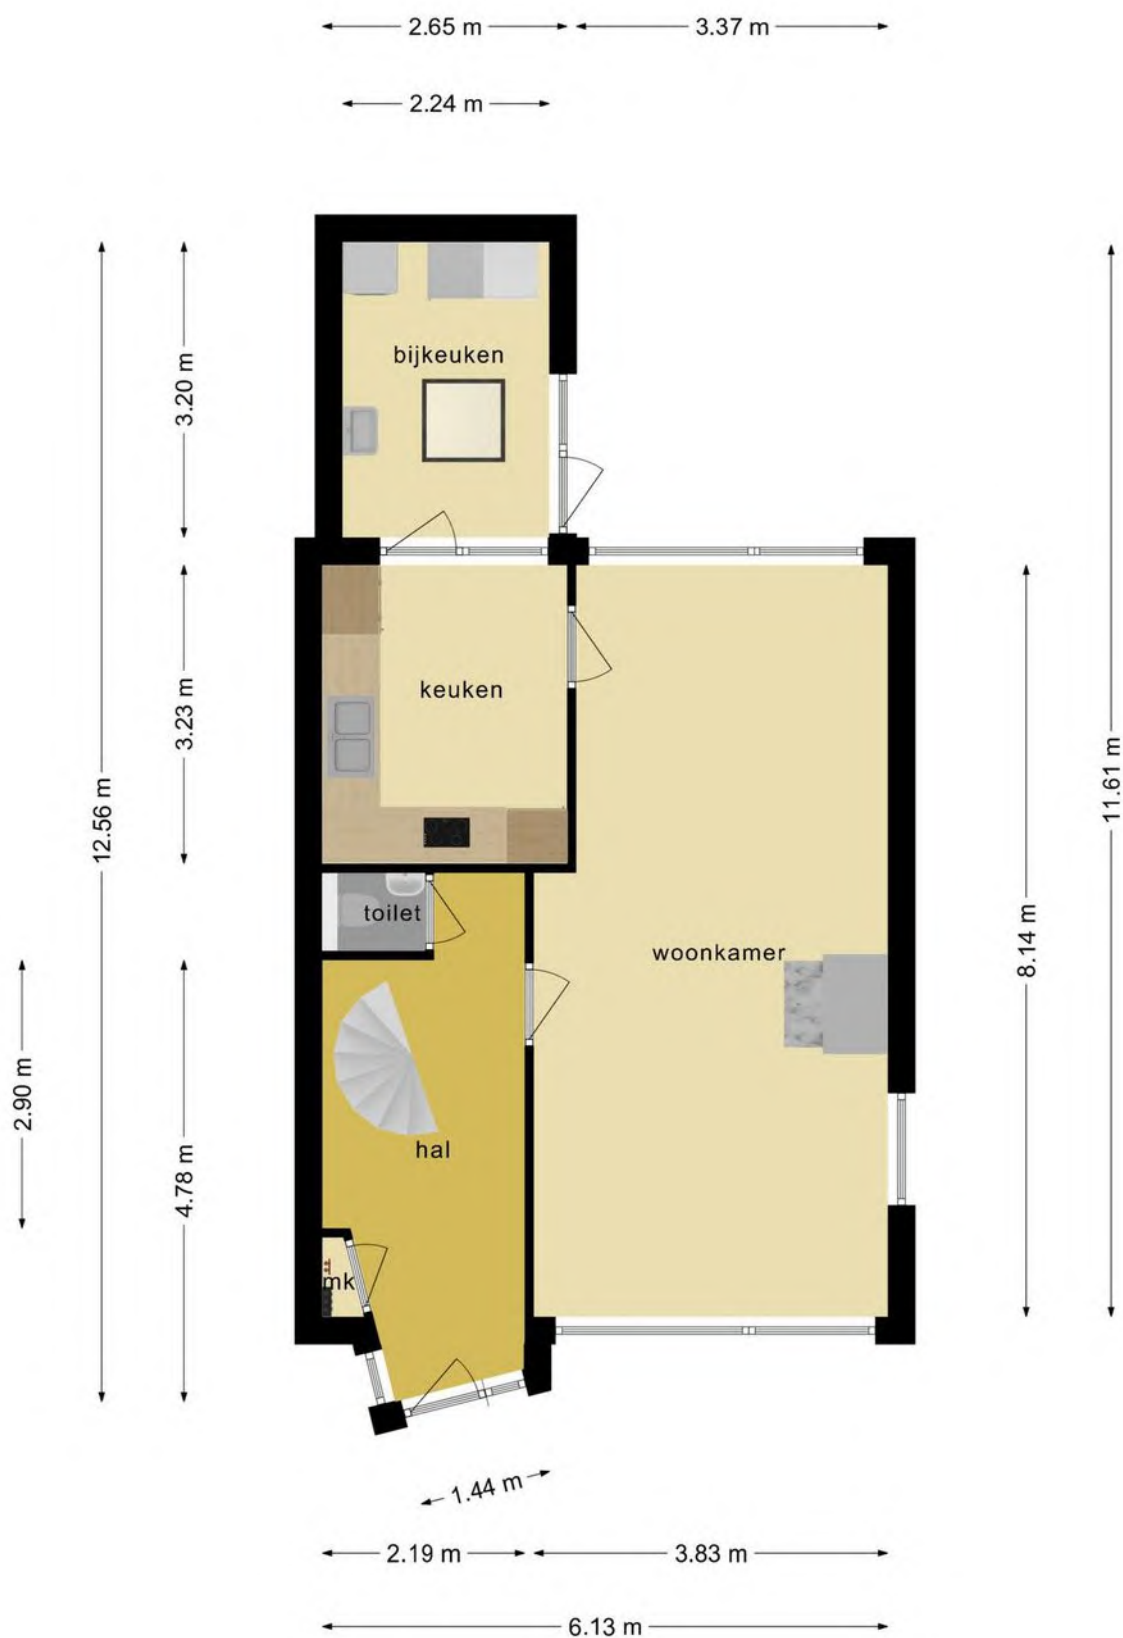 2.65 m
3.37 m
2.24 m
bijkeuken
3.20 m
keuken
3.23 m
12.56 m
11.61 m
toilet
woonkamer
8.14 m
2.90 m
hal
4.78 m
mk
1.44 m
2.19 m
3.83 m
6.13 m